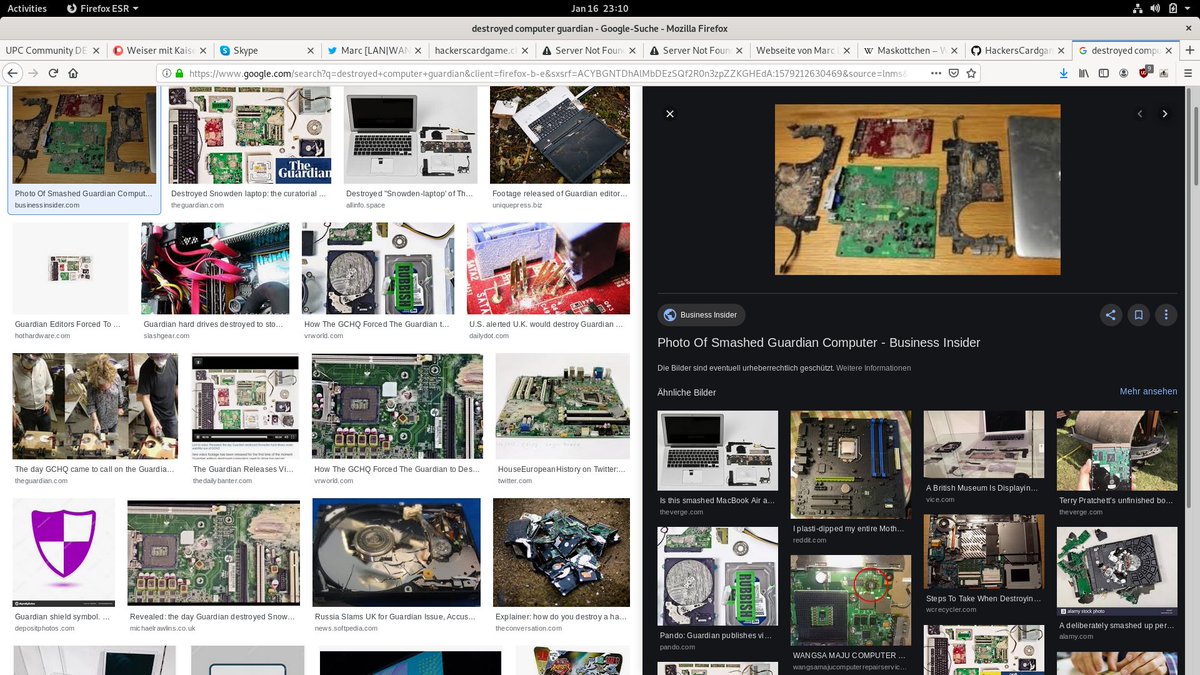 Activities
Firefox ESR
Jan 16 23:10
destroyed computer guardian - Google-Suche - Mozilla Firefox
UPC Community DE
Weiser mit Kais
Skype
Marc [LAN|WAN
hackerscardgame.c
Server Not Foun
Server Not Foun
Webseite von Marc
Maskottchen – W
HackersCardgar
destroyed compu
https://www.google.com/search?q=destroyed+computer+guardian&client=firefox-b-e&sxsrf=ACYBGNTDhAIMbDEzSQf2R0n3zpZZKGHEdA:1579212630469&source=lnms&
The Guardian
Photo Of Smashed Guardian Comput…
businessinsider.com
Destroyed Snowden laptop: the curatorial …
theguardian.com
Destroyed "Snowden-laptop' of Th…
allinfo.space
Footage released of Guardian editor…
uniquepress.biz
RUBBISH
SATA2
SATA
Guardian Editors Forced To …
hothardware.com
Guardian hard drives destroyed to sto…
slashgear.com
How The GCHQ Forced The Guardian t…
vrworld.com
U.S. alerted U.K. would destroy Guardian …
dailydot.com
The day GCHQ came to call on the Guardia…
theguardian.com
The Guardian Releases Vi…
thedailybanter.com
How The GCHQ Forced The Guardian to Des…
vrworld.com
HouseEuropeanHistory on Twitter:…
twitter.com
Guardian shield symbol. …
depositphotos.com
Revealed: the day Guardian destroyed Snow…
michaelrawlins.co.uk
Russia Slams UK for Guardian Issue, Accus…
news.softpedia.com
Explainer: how do you destroy a ha…
theconversation.com
Business Insider
Photo Of Smashed Guardian Computer - Business Insider
Die Bilder sind eventuell urheberrechtlich geschützt. Weitere Informationen
Ähnliche Bilder
Mehr ansehen
Is this smashed MacBook Air a…
theverge.com
I plasti-dipped my entire Moth…
reddit.com
A British Museum Is Displayin…
vice.com
Terry Pratchett's unfinished bo…
theverge.com
RUBBISH
Pando: Guardian publishes vi…
pando.com
WANGSA MAJU COMPUTER …
wangsamajucomputerrepairservic…
Steps To Take When Destroyin…
wcrecycler.com
alamy stock photo
A deliberately smashed up per…
alamy.com